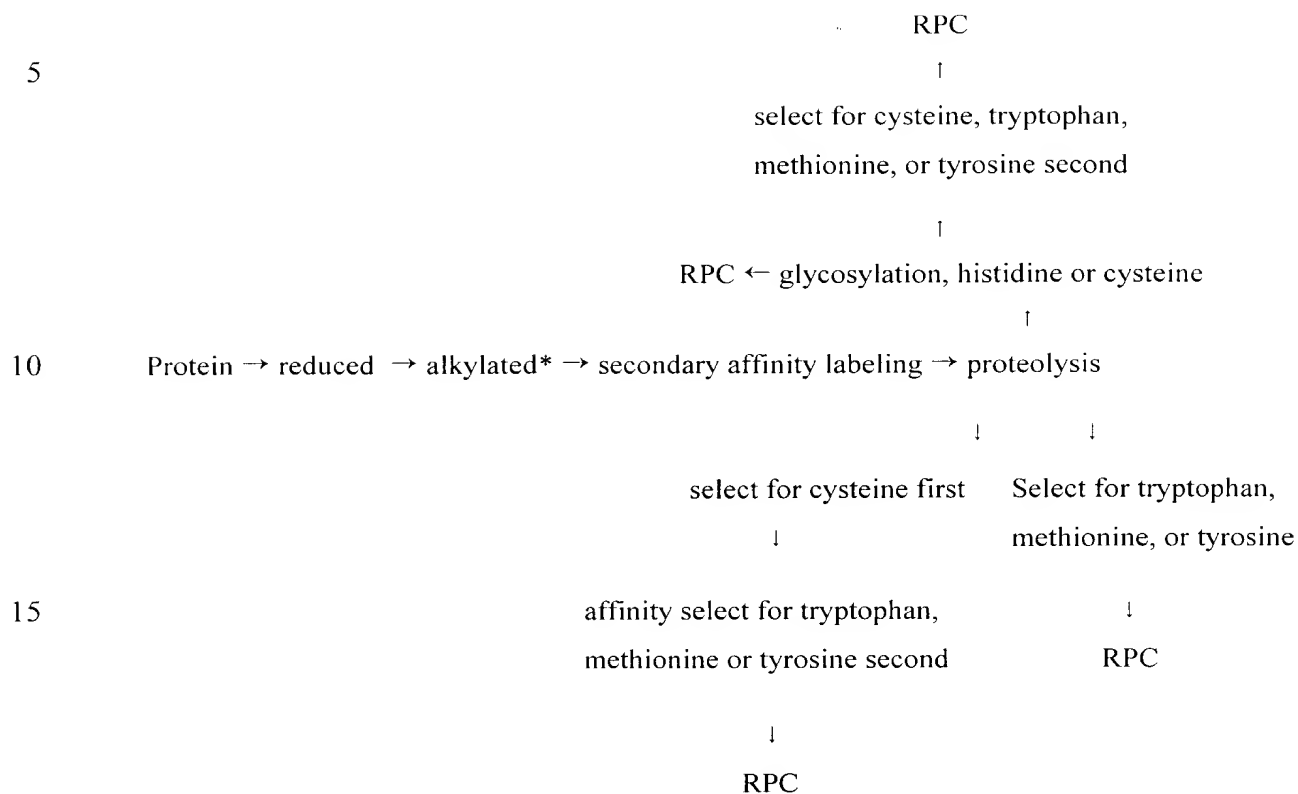 RPC
5 ↑
select for cysteine, tryptophan,
methionine, or tyrosine second
↑
RPC ← glycosylation, histidine or cysteine
↑
10 Protein → reduced → alkylated* → secondary affinity labeling → proteolysis
↓ ↓
select for cysteine first Select for tryptophan,
↓ methionine, or tyrosine
15 affinity select for tryptophan, ↓
methionine or tyrosine second RPC
↓
RPC